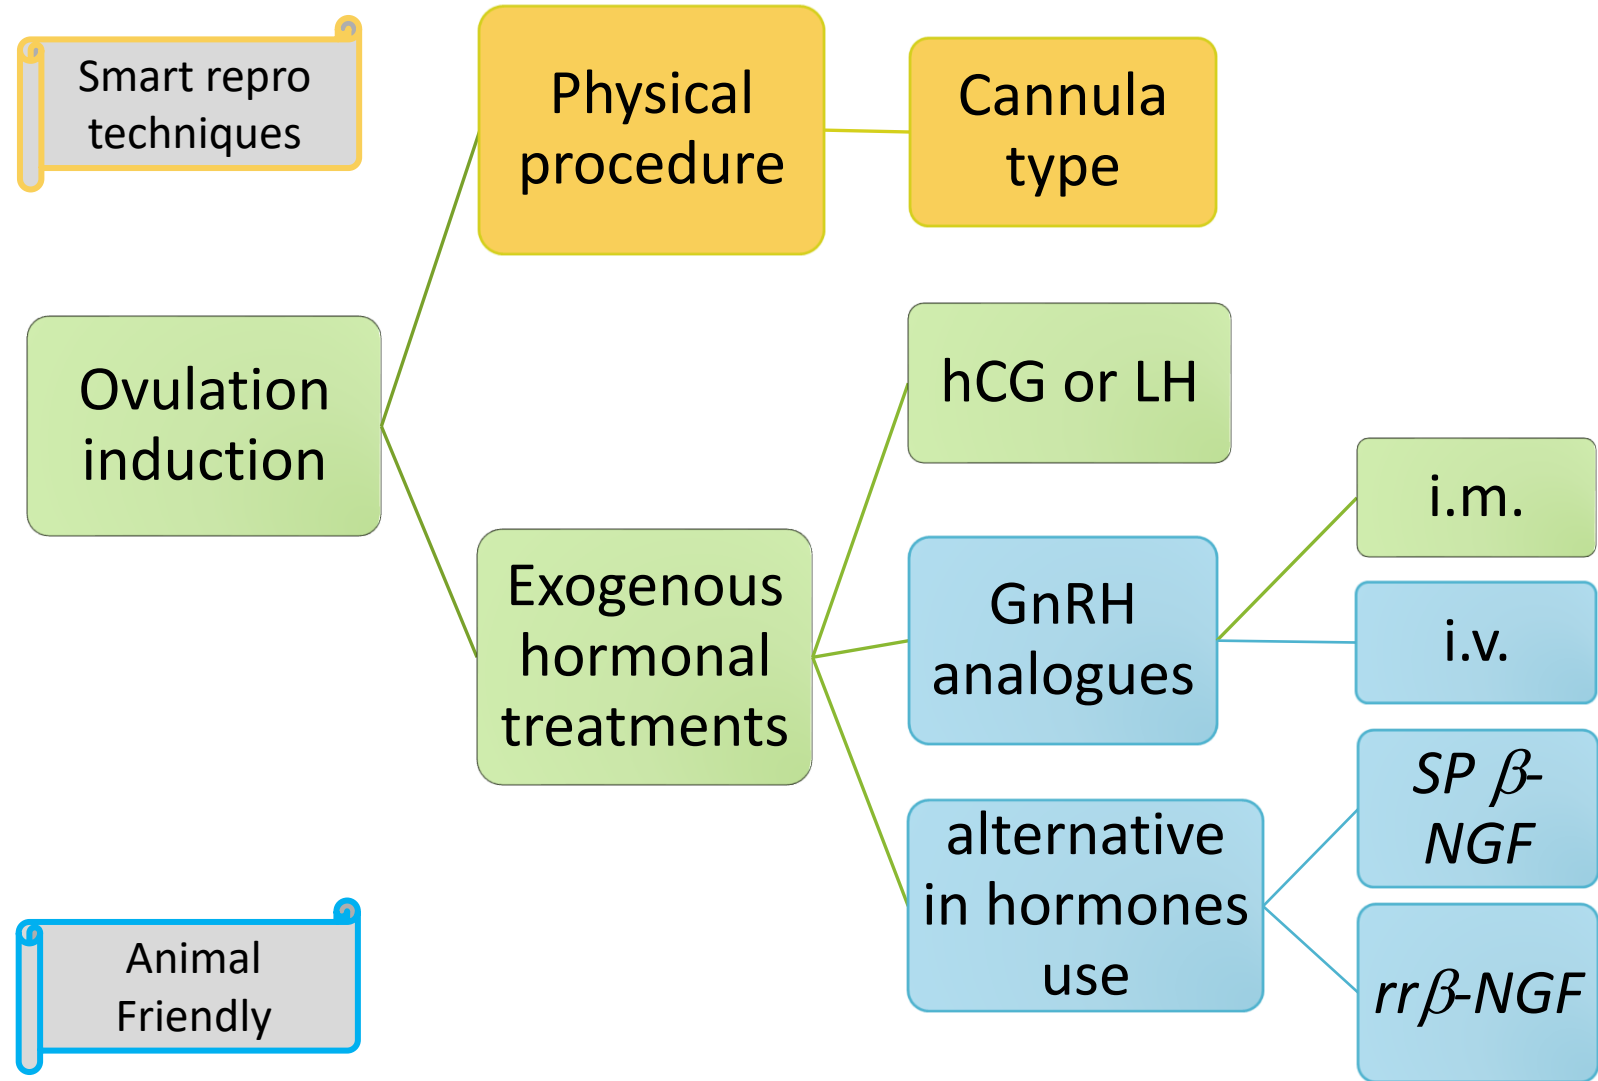 Smart repro
techniques
Physical
procedure
Cannula
type
Ovulation
induction
hCG or LH
Exogenous
hormonal
treatments
GnRH
analogues
i.m.
i.v.
alternative
in hormones
use
SP β-
NGF
rrβ-NGF
Animal
Friendly